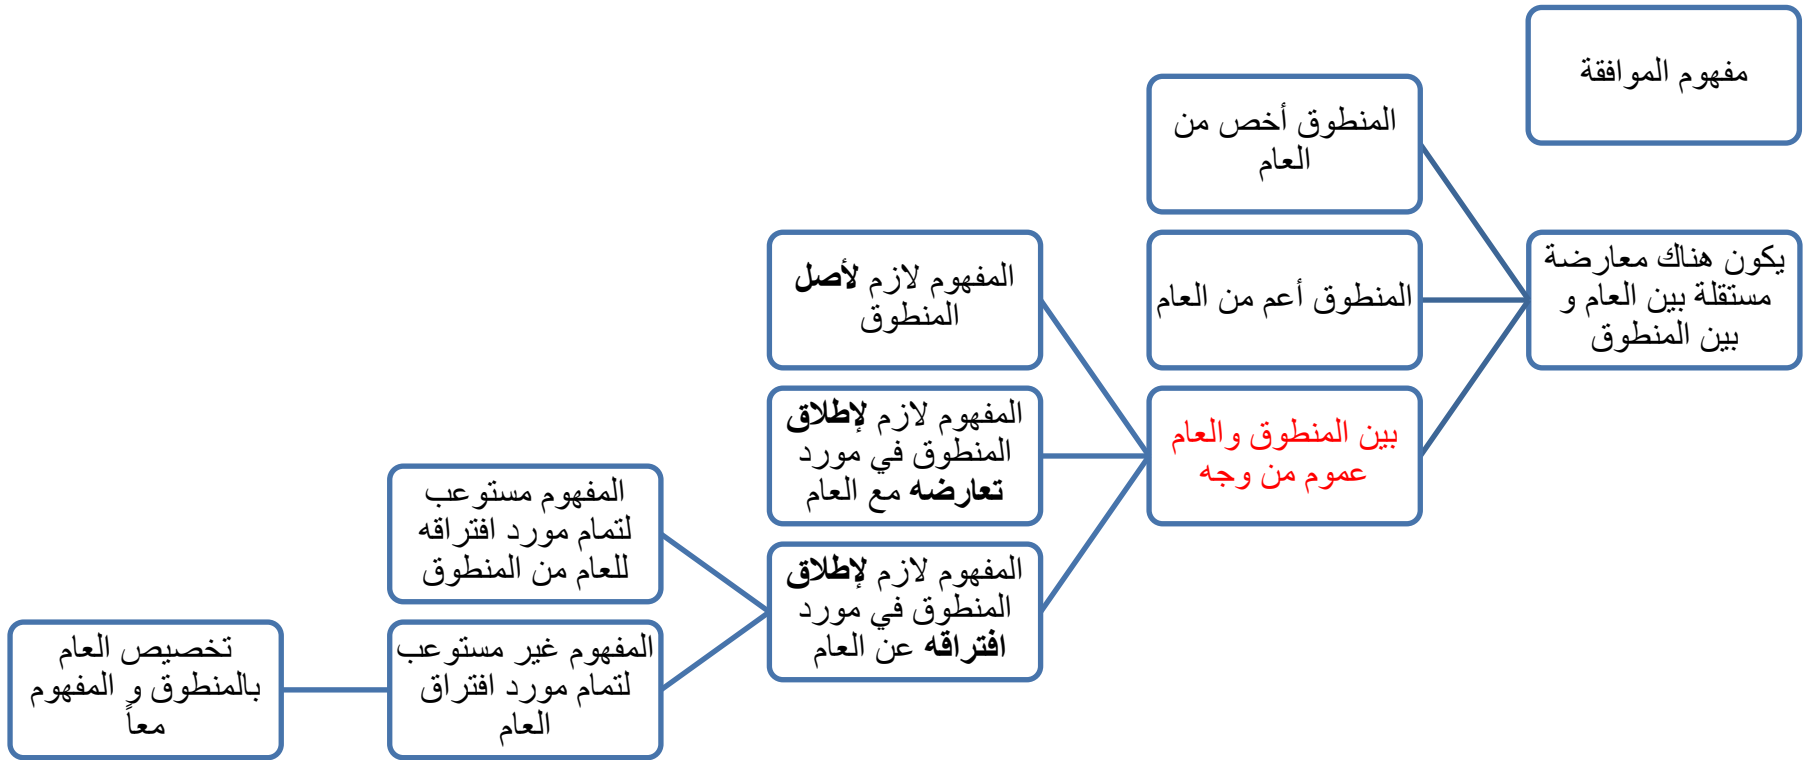 مفهوم الموافقة
يكون هناك معارضة
مستقلة بين العام و
بين المنطوق
المنطوق أخص من
العام
المنطوق أعم من العام
بين المنطوق والعام
عموم من وجه
المفهوم لازم لأصل
المنطوق
المفهوم لازم لإطلاق
المنطوق في مورد
تعارضه مع العام
المفهوم لازم لإطلاق
المنطوق في مورد
افتراقه عن العام
المفهوم مستوعب
لتمام مورد افتراقه
للعام من المنطوق
المفهوم غير مستوعب
لتمام مورد افتراق
العام
تخصيص العام
بالمنطوق و المفهوم
معاً